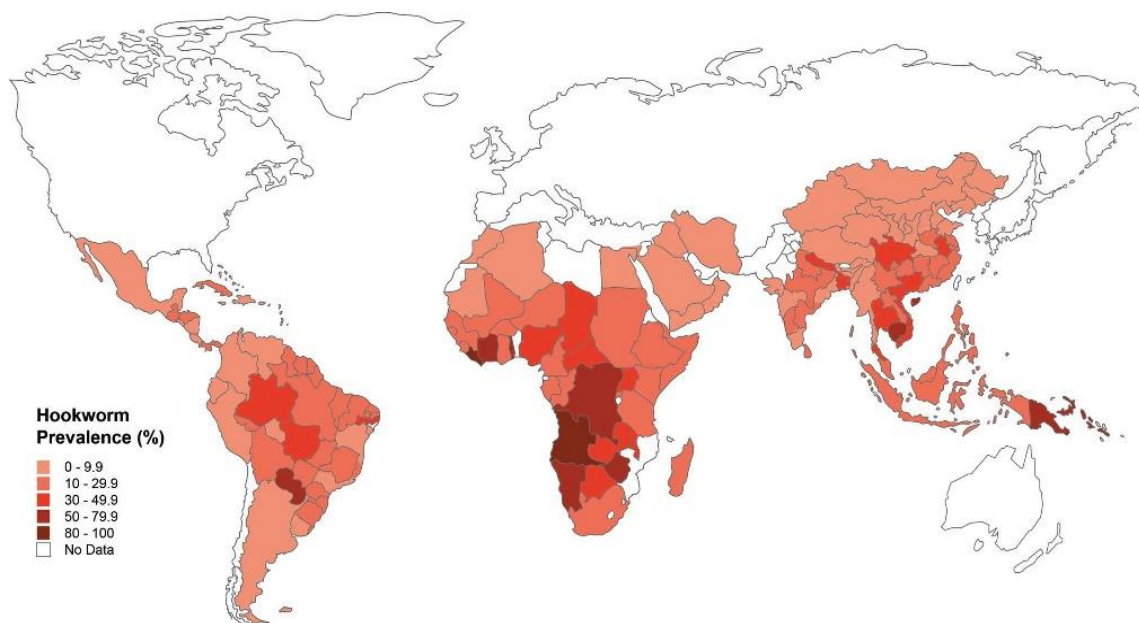 Hookworm
Prevalence (%)
0 - 9.9
10 - 29.9
30 - 49.9
50 - 79.9
80 - 100
No Data